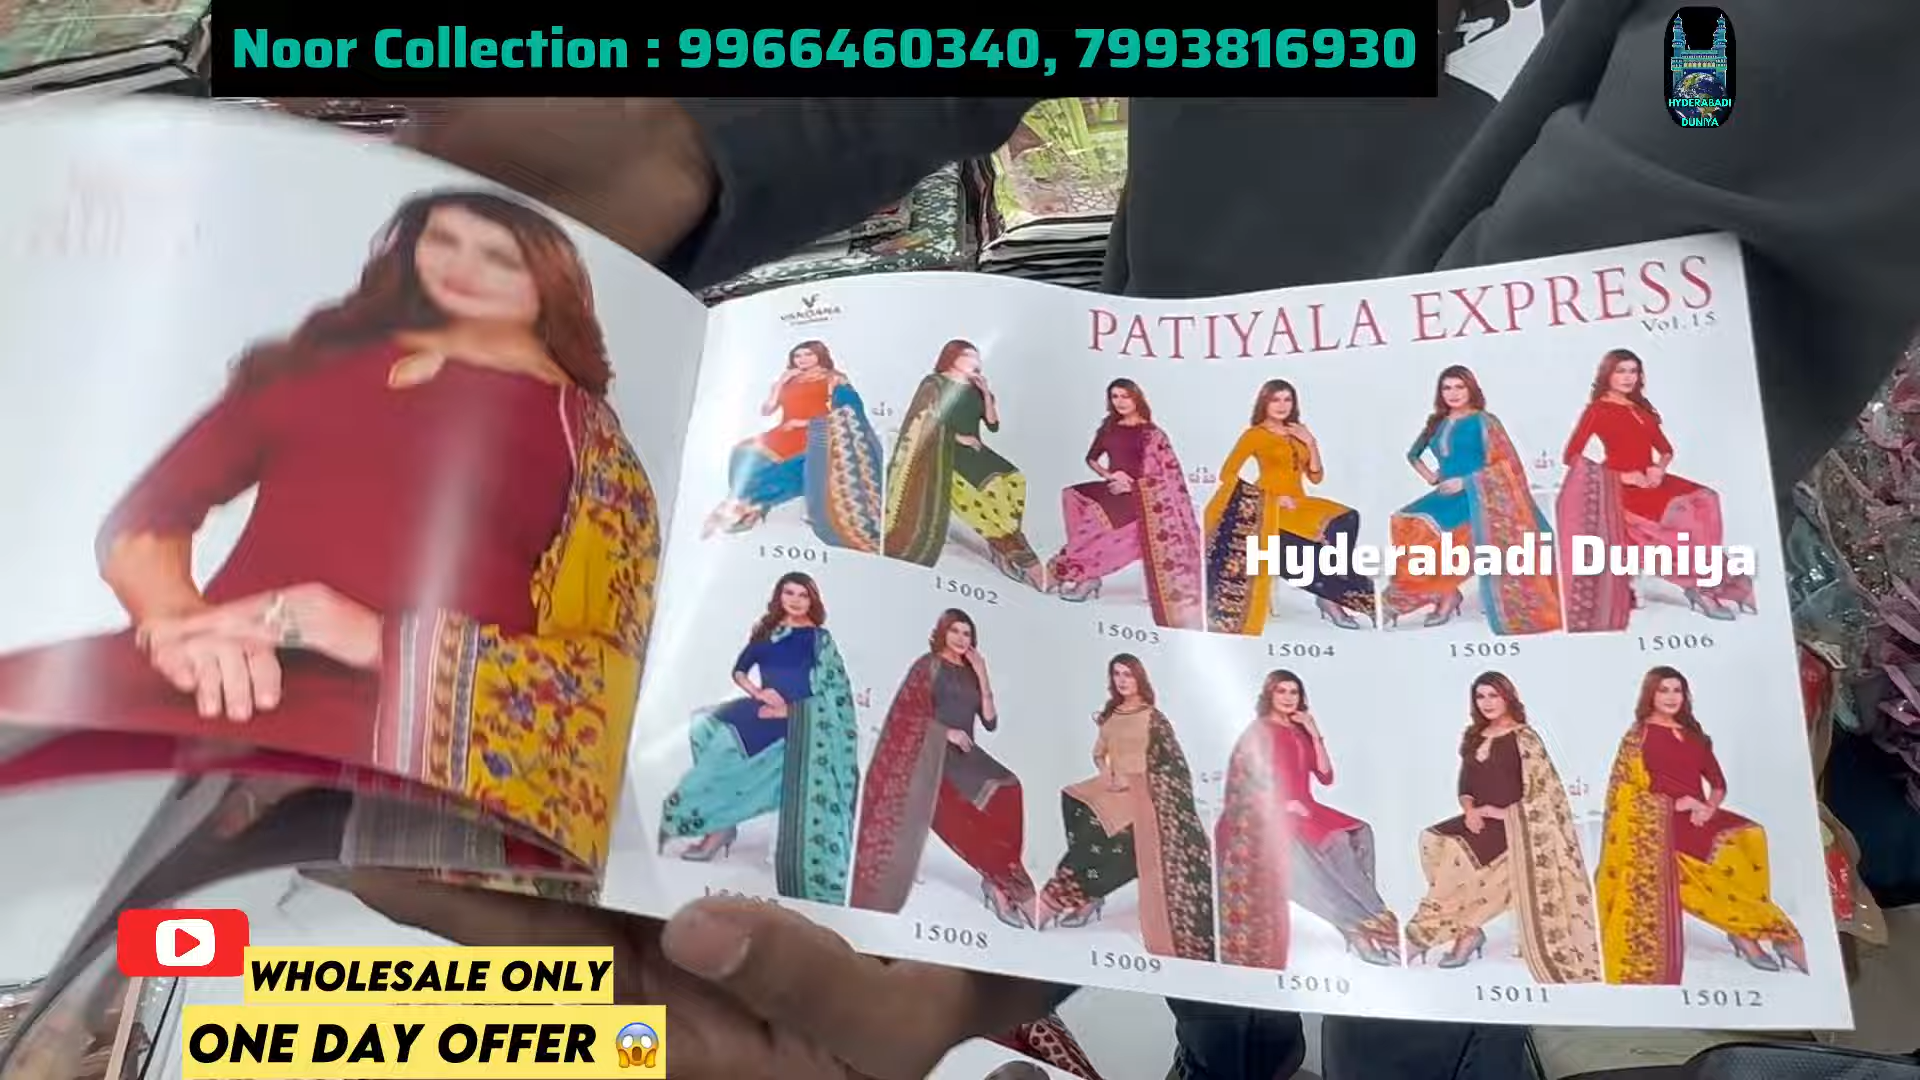 Noor Collection : 9966460340, 7993816930
HYDERABADI
DUNIYA
VANDANA
PATIYALA EXPRESS
Vol.15
15001
15002
15003
15004
15005
15006
Hyderabadi Duniya
15008
15009
15010
15011
15012
WHOLESALE ONLY
ONE DAY OFFER 😱